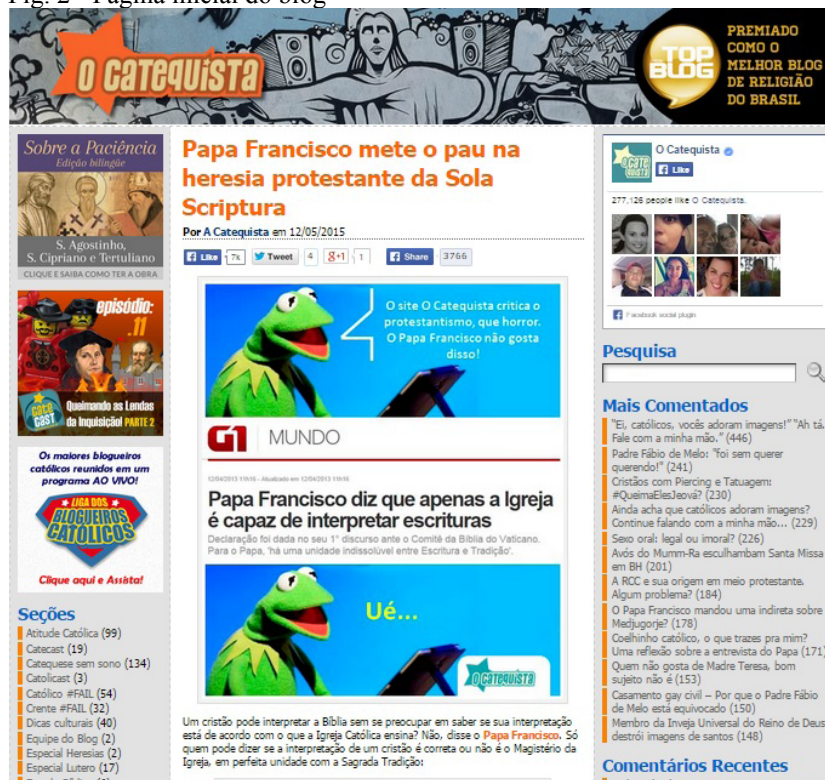 Fig. 2 - Página inicial do blog
O CATEQUISTA
TOP
BLOG
PREMIADO
COMO O
MELHOR BLOG
DE RELIGIÃO
DO BRASIL
Sobre a Paciência
Edição bilíngüe
S. Agostinho,
S. Cipriano e Tertuliano
CLIQUE E SAIBA COMO TER A OBRA
episódio:
.11
CATE
CAST
Queimando as Lendas
da Inquisição! PARTE 2
Os maiores blogueiros
católicos reunidos em um
programa AO VIVO!
LIGA DOS
BLOGUEIROS
CATÓLICOS
Clique aqui e Assista!
Seções
Atitude Católica (99)
Catecast (19)
Catequese sem sono (134)
Catolicast (3)
Católico #FAIL (54)
Crente #FAIL (32)
Dicas culturais (40)
Equipe do Blog (2)
Especial Heresias (2)
Especial Lutero (17)
Papa Francisco mete o pau na
heresia protestante da Sola
Scriptura
Por A Catequista em 12/05/2015
Like 7k Tweet 4 g+1 1 Share 3766
O site O Catequista critica o
protestantismo, que horror.
O Papa Francisco não gosta
disso!
G1 MUNDO
12/04/2013 11h16 - Atualizado em 12/04/2013 11h16
Papa Francisco diz que apenas a Igreja
é capaz de interpretar escrituras
Declaração foi dada no seu 1º discurso ante o Comitê da Bíblia do Vaticano.
Para o Papa, 'há uma unidade indissolúvel entre Escritura e Tradição'.
Ué...
O CATEQUISTA
Um cristão pode interpretar a Bíblia sem se preocupar em saber se sua interpretação
está de acordo com o que a Igreja Católica ensina? Não, disse o Papa Francisco. Só
quem pode dizer se a interpretação de um cristão é correta ou não é o Magistério da
Igreja, em perfeita unidade com a Sagrada Tradição:
O Catequista
Like
277,126 people like O Catequista.
Facebook social plugin
Pesquisa
Mais Comentados
"Ei, católicos, vocês adoram imagens!" "Ah tá.
Fale com a minha mão." (446)
Padre Fábio de Melo: "foi sem querer
querendo!" (241)
Cristãos com Piercing e Tatuagem:
#QueimaElesJeová? (230)
Ainda acha que católicos adoram imagens?
Continue falando com a minha mão... (229)
Sexo oral: legal ou imoral? (226)
Avós do Mumm-Ra esculhambam Santa Missa
em BH (201)
A RCC e sua origem em meio protestante.
Algum problema? (184)
O Papa Francisco mandou uma indireta sobre
Medjugorje? (178)
Coelhinho católico, o que trazes pra mim?
Uma reflexão sobre a entrevista do Papa (171)
Quem não gosta de Madre Teresa, bom
sujeito não é (153)
Casamento gay civil – Por que o Padre Fábio
de Melo está equivocado (150)
Membro da Inveja Universal do Reino de Deus
destrói imagens de santos (148)
Comentários Recentes